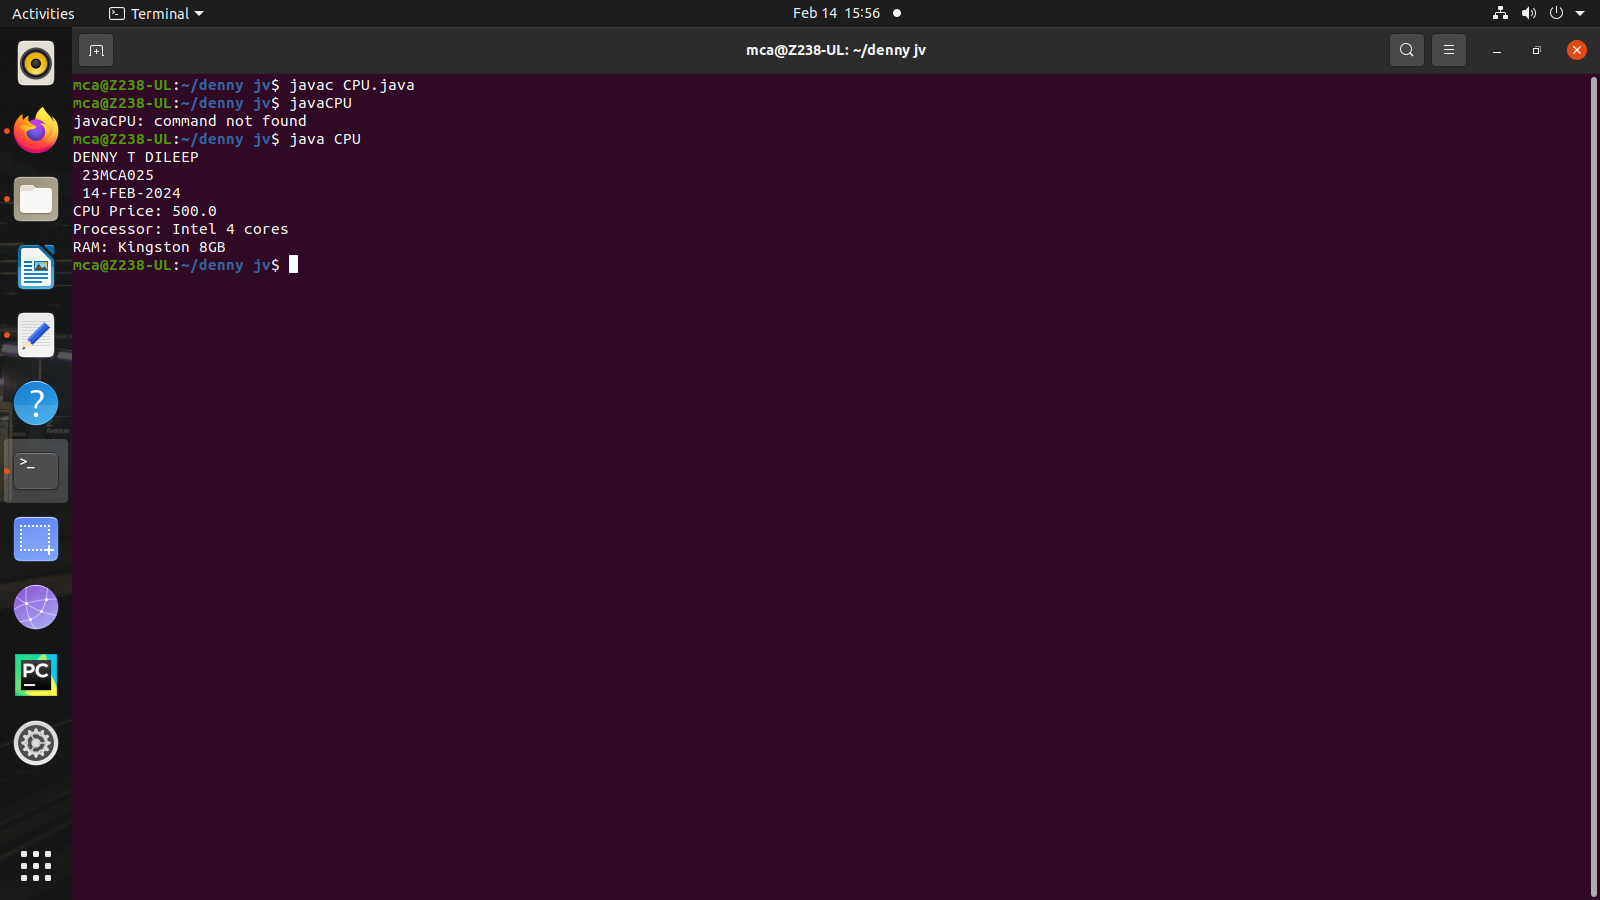 Activities
Terminal
Feb 14 15:56
mca@Z238-UL: ~/denny jv
mca@Z238-UL:~/denny jv$ javac CPU.java
mca@Z238-UL:~/denny jv$ javaCPU
javaCPU: command not found
mca@Z238-UL:~/denny jv$ java CPU
DENNY T DILEEP
 23MCA025
 14-FEB-2024
CPU Price: 500.0
Processor: Intel 4 cores
RAM: Kingston 8GB
mca@Z238-UL:~/denny jv$
?
>_
PC